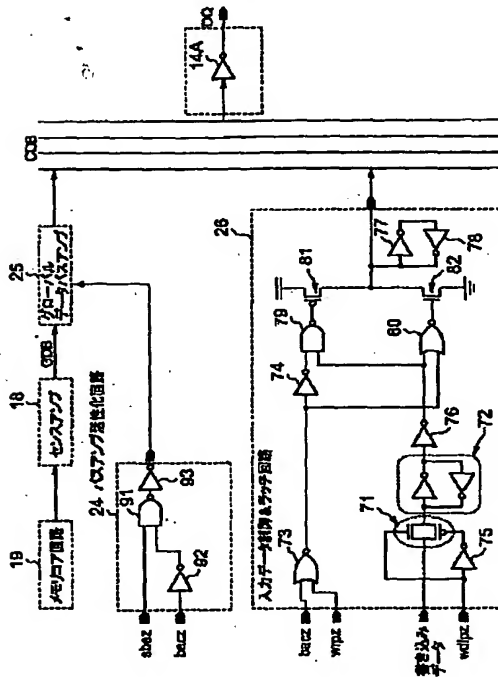 DQ
14A
CDB
25
グローバル
データバスアンプ
GDB
18
センスアンプ
19
メモリコア回路
24 バスアンプ活性化回路
91
93
92
sbez
bacz
26
入力データ制御&ラッチ回路
77
78
81
82
79
80
74
76
72
71
73
75
bacz
wrpz
書き込み
データ
wdlpz